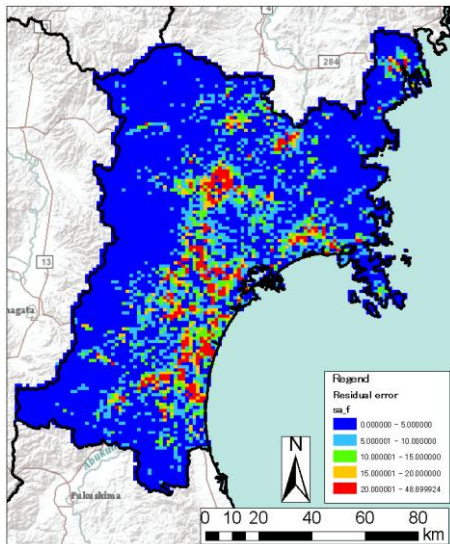 4
284
13
nagata
Abuku
Fukushima
Regend
Residual error
sa_f
0.000000 - 5.000000
5.000001 - 10.000000
10.000001 - 15.000000
15.000001 - 20.000000
20.000001 - 48.899924
N
0 10 20 40 60 80
km